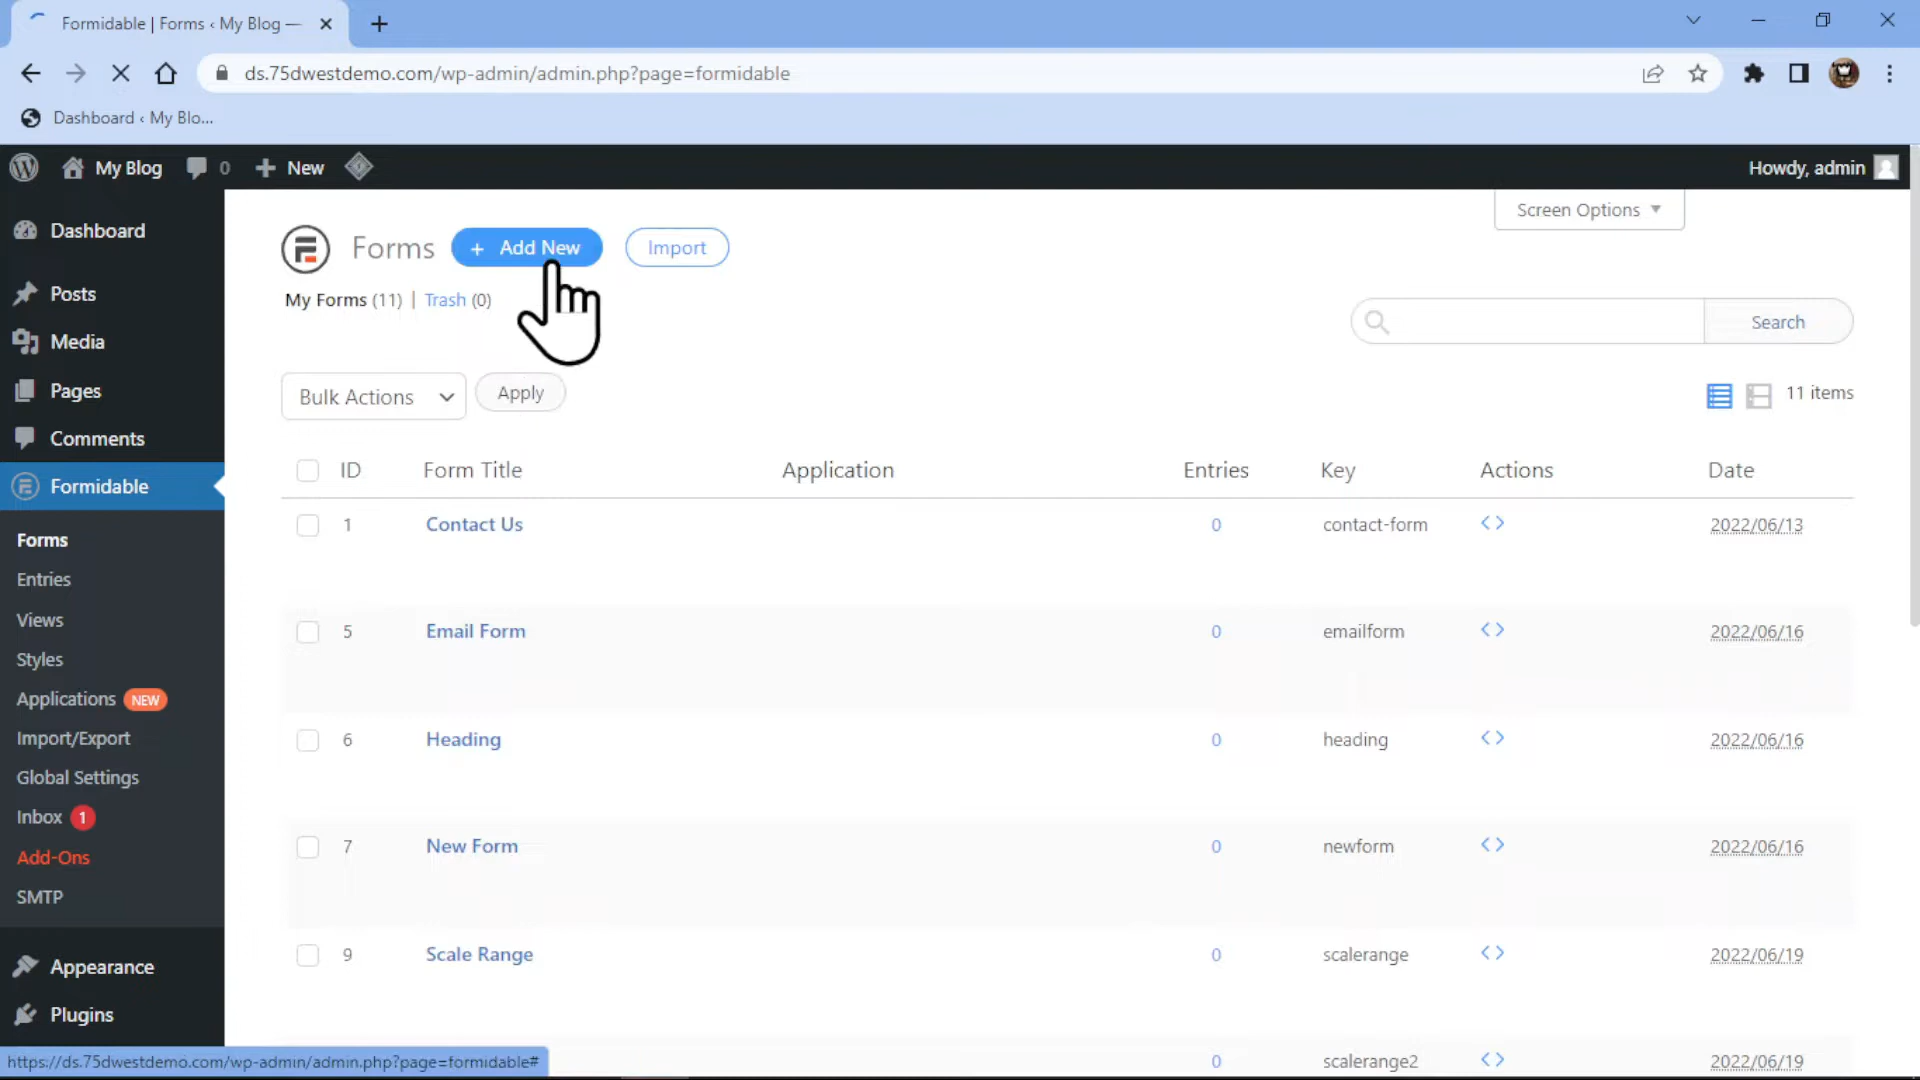 Formidable | Forms ‹ My Blog —
ds.75dwestdemo.com/wp-admin/admin.php?page=formidable
Dashboard ‹ My Blo...
My Blog 0 + New Howdy, admin
Screen Options
Forms + Add New Import
My Forms (11) | Trash (0)
Search
Bulk Actions Apply 11 items
ID Form Title Application Entries Key Actions Date
1 Contact Us 0 contact-form <> 2022/06/13
5 Email Form 0 emailform <> 2022/06/16
6 Heading 0 heading <> 2022/06/16
7 New Form 0 newform <> 2022/06/16
9 Scale Range 0 scalerange <> 2022/06/19
0 scalerange2 <> 2022/06/19
Dashboard
Posts
Media
Pages
Comments
Formidable
Forms
Entries
Views
Styles
Applications NEW
Import/Export
Global Settings
Inbox 1
Add-Ons
SMTP
Appearance
Plugins
https://ds.75dwestdemo.com/wp-admin/admin.php?page=formidable#